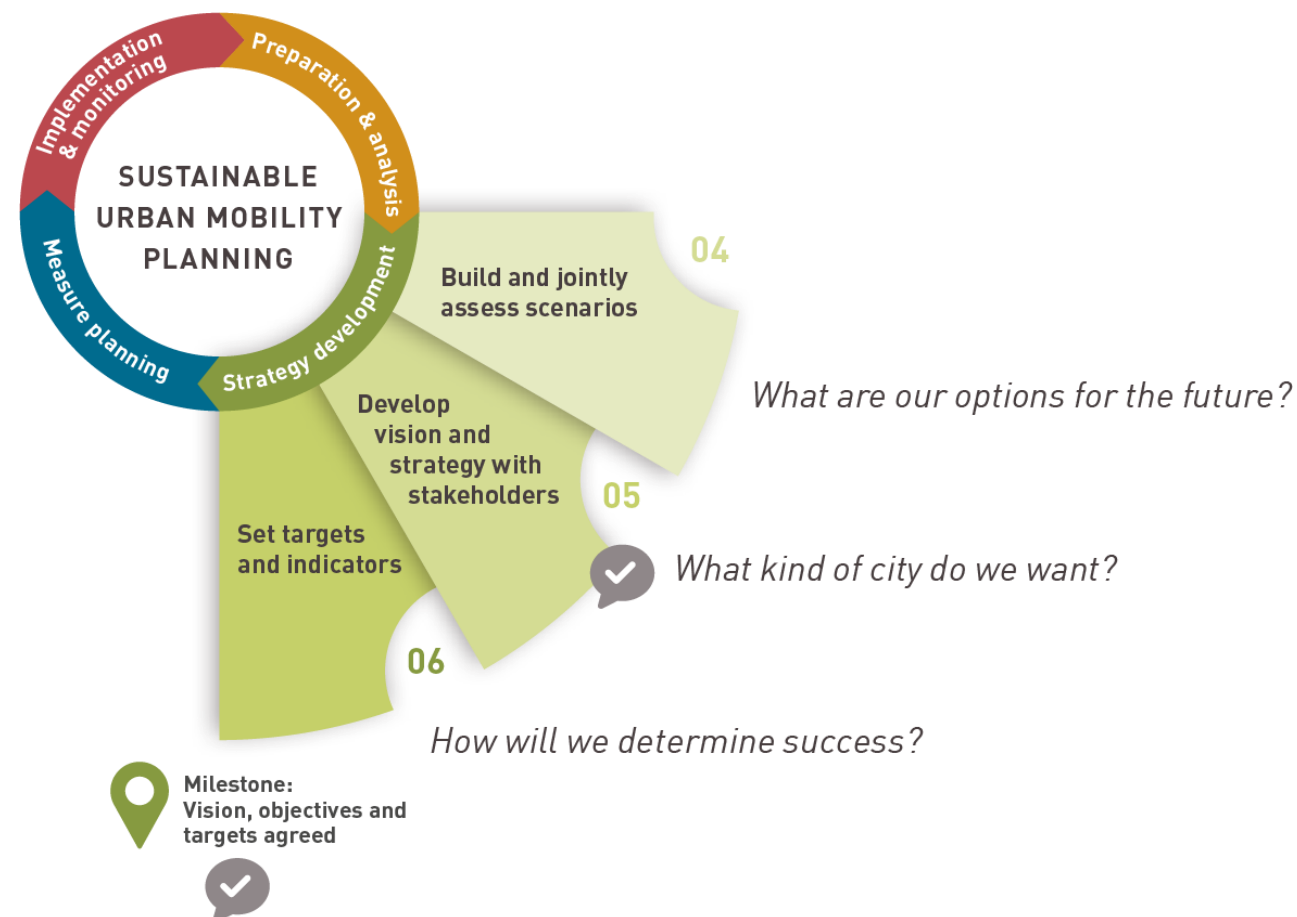 Implementation
& monitoring
Preparation & analysis
SUSTAINABLE
URBAN MOBILITY
PLANNING
Measure planning
Strategy development
04
Build and jointly
assess scenarios
What are our options for the future?
Develop
vision and
strategy with
stakeholders
05
What kind of city do we want?
Set targets
and indicators
06
How will we determine success?
Milestone:
Vision, objectives and
targets agreed